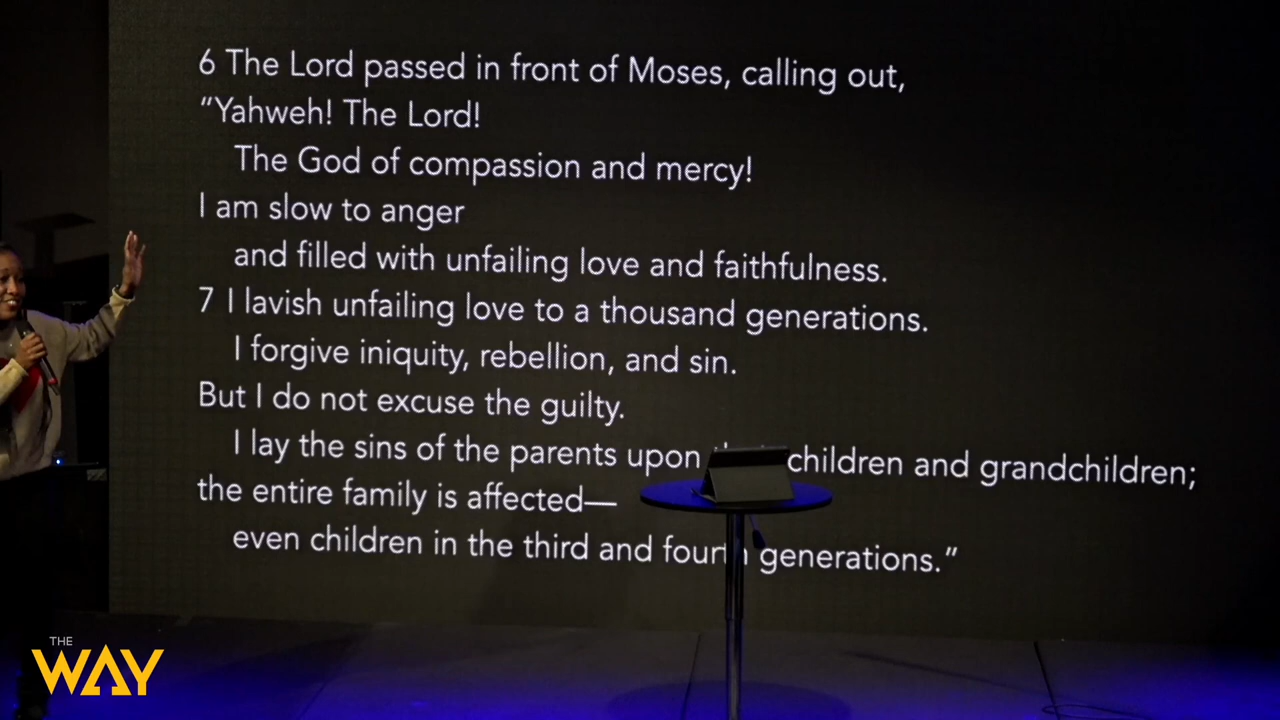 6 The Lord passed in front of Moses, calling out,
“Yahweh! The Lord!
The God of compassion and mercy!
I am slow to anger
and filled with unfailing love and faithfulness.
7 I lavish unfailing love to a thousand generations.
I forgive iniquity, rebellion, and sin.
But I do not excuse the guilty.
I lay the sins of the parents upon children and grandchildren;
the entire family is affected—
even children in the third and fourth generations.”
THE
WAY